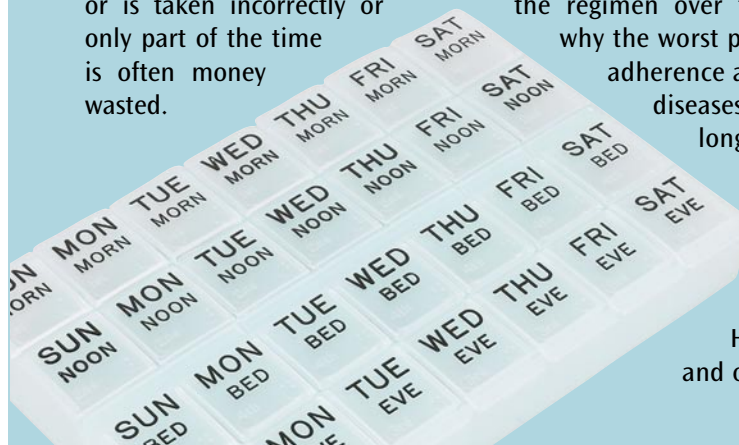 or is taken incorrectly or
only part of the time
is often money
wasted.
the regimen over
why the worst
adherence
diseases
long
and
MON TUE WED THU FRI SAT
MORN MORN MORN MORN MORN MORN
SUN MON TUE WED THU FRI SAT
NOON NOON NOON NOON NOON NOON NOON
SUN MON TUE WED THU FRI SAT
BED BED BED BED BED BED BED
MON TUE WED THU FRI SAT
EVE EVE EVE EVE EVE